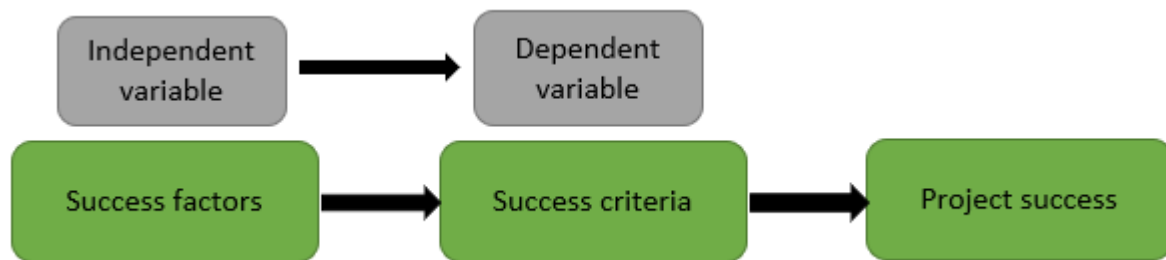 Independent
variable
Dependent
variable
Success factors
Success criteria
Project success